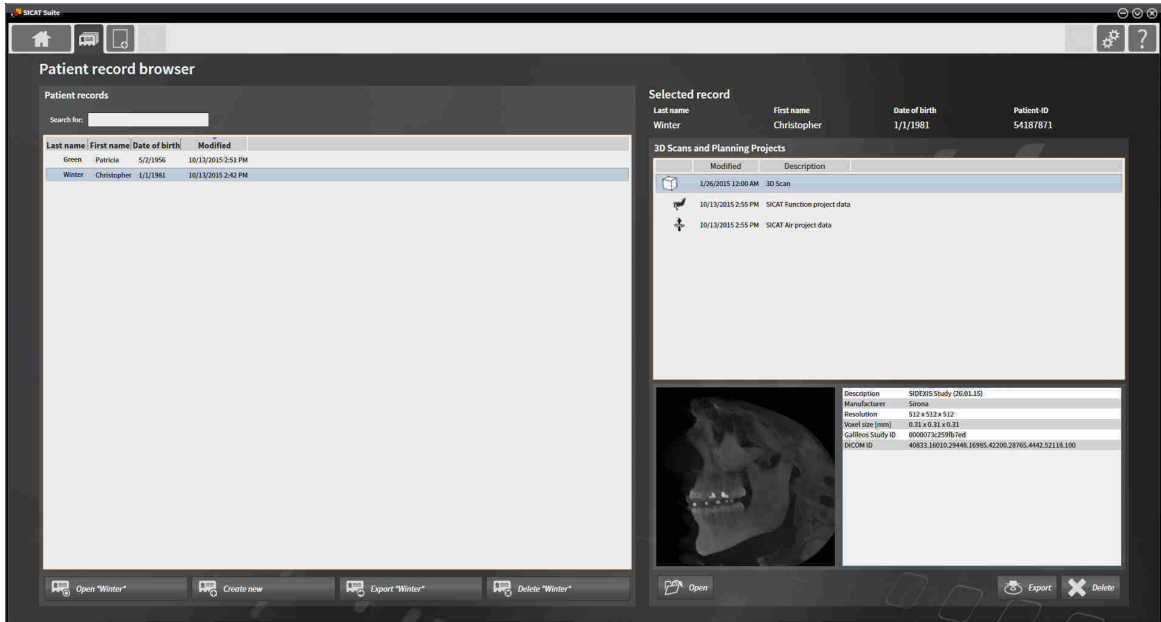 SICAT Suite
Patient record browser
Patient records
Search for:
Last name First name Date of birth Modified
Green Patricia 5/2/1956 10/13/2015 2:51 PM
Winter Christopher 1/1/1981 10/13/2015 2:42 PM
Open "Winter" Create new Export "Winter" Delete "Winter"
Selected record
Last name First name Date of birth Patient-ID
Winter Christopher 1/1/1981 54187871
3D Scans and Planning Projects
Modified Description
1/26/2015 12:00 AM 3D Scan
10/13/2015 2:55 PM SICAT Function project data
10/13/2015 2:55 PM SICAT Air project data
Description SIDEXIS Study (26.01.15)
Manufacturer Sirona
Resolution 512 x 512 x 512
Voxel size [mm] 0.31 x 0.31 x 0.31
Galileos Study ID 0000073c259fb7ed
DICOM ID 40833.16010.29448.16985.42200.28765.4442.52118.100
Open Export Delete